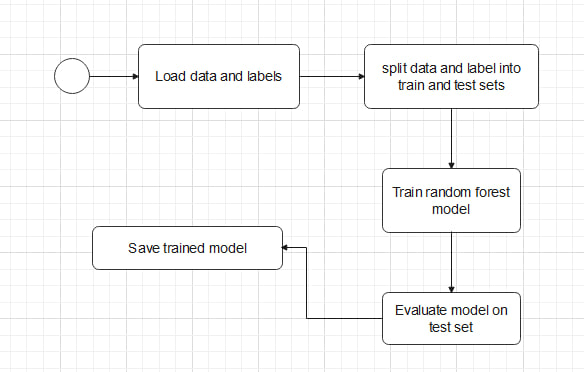 Load data and labels
split data and label into
train and test sets
Train random forest
model
Save trained model
Evaluate model on
test set